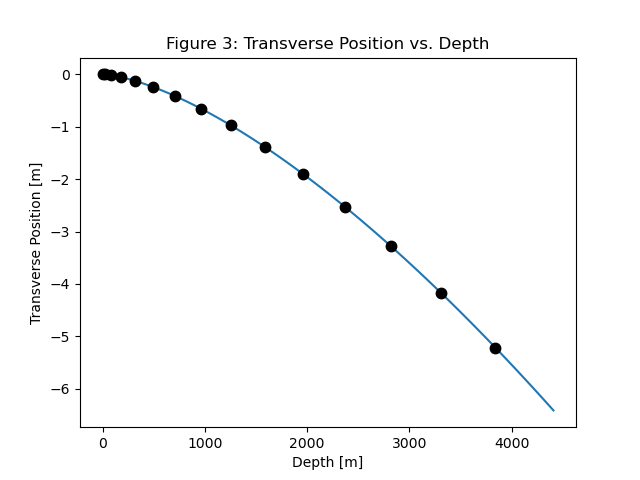 Figure 3: Transverse Position vs. Depth
0
−1
−2
−3
−4
−5
−6
Transverse Position [m]
0 1000 2000 3000 4000
Depth [m]